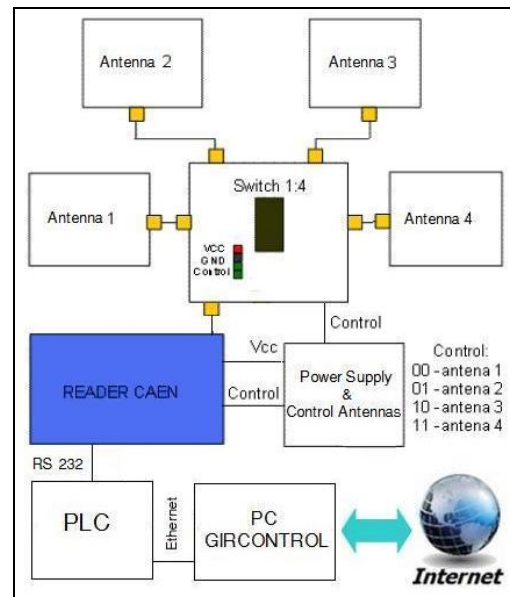 Antenna 2
Antenna 3
Switch 1:4
Antenna 1
Antenna 4
VCC
GND
Control
Control
Vcc
READER CAEN
Control
Power Supply
&
Control Antennas
Control:
00 - antena 1
01 - antena 2
10 - antena 3
11 - antena 4
RS 232
PLC
Ethernet
PC
GIRCONTROL
Internet